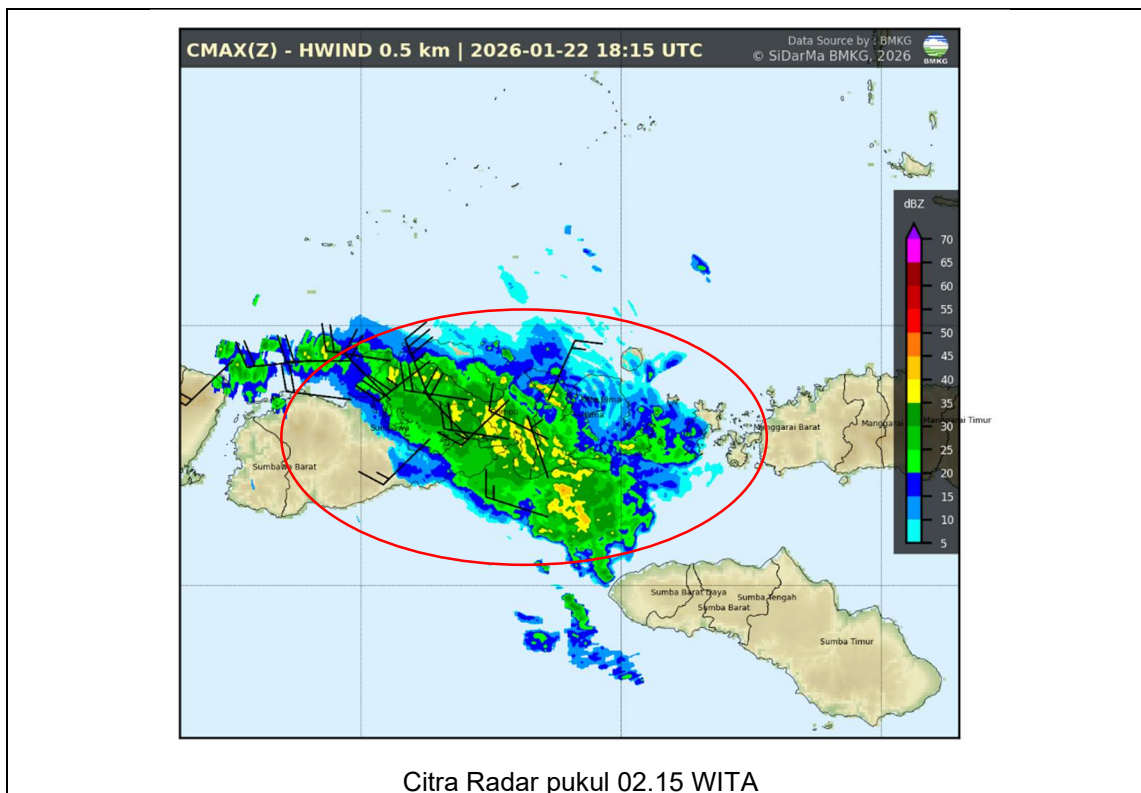 CMAX(Z) - HWIND 0.5 km | 2026-01-22 18:15 UTC
Data Source by : BMKG
© SiDarMa BMKG, 2026
BMKG
dBZ
70
65
60
55
50
45
40
35
30
25
20
15
10
5
Bima
Manggarai Barat
Manggarai
Manggarai Timur
Sumbawa Barat
Sumba Barat Daya
Sumba Tengah
Sumba Barat
Sumba Timur
Citra Radar pukul 02.15 WITA